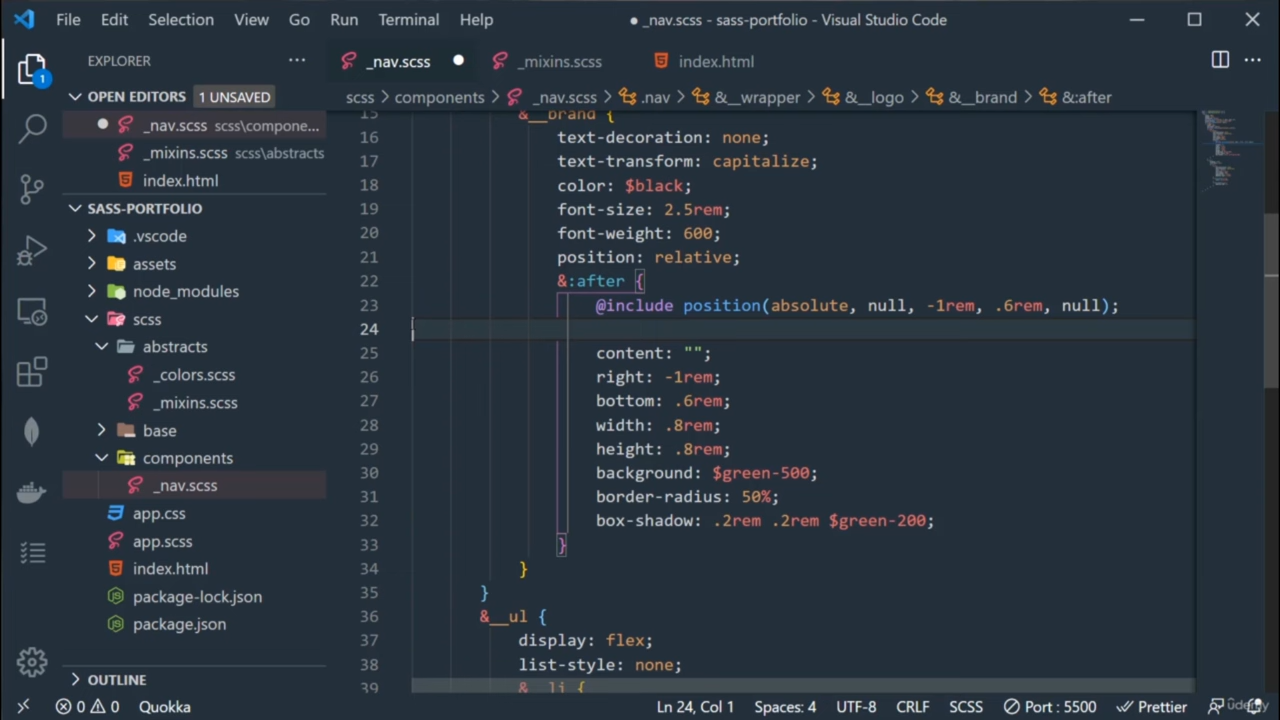 File Edit Selection View Go Run Terminal Help
● _nav.scss - sass-portfolio - Visual Studio Code
EXPLORER ...
_nav.scss ● _mixins.scss index.html
OPEN EDITORS 1 UNSAVED
scss > components > _nav.scss > .nav > &__wrapper > &__logo > &__brand > &:after
● _nav.scss scss\compone...
_mixins.scss scss\abstracts
index.html
SASS-PORTFOLIO
.vscode
assets
node_modules
scss
abstracts
_colors.scss
_mixins.scss
base
components
_nav.scss
app.css
app.scss
index.html
package-lock.json
package.json
OUTLINE
1
15 &__brand {
16 text-decoration: none;
17 text-transform: capitalize;
18 color: $black;
19 font-size: 2.5rem;
20 font-weight: 600;
21 position: relative;
22 &:after {
23 @include position(absolute, null, -1rem, .6rem, null);
24
25 content: "";
26 right: -1rem;
27 bottom: .6rem;
28 width: .8rem;
29 height: .8rem;
30 background: $green-500;
31 border-radius: 50%;
32 box-shadow: .2rem .2rem $green-200;
33 }
34 }
35 }
36 &__ul {
37 display: flex;
38 list-style: none;
39 &__li {
0 0 Quokka Ln 24, Col 1 Spaces: 4 UTF-8 CRLF SCSS Port : 5500 Prettier
udemy